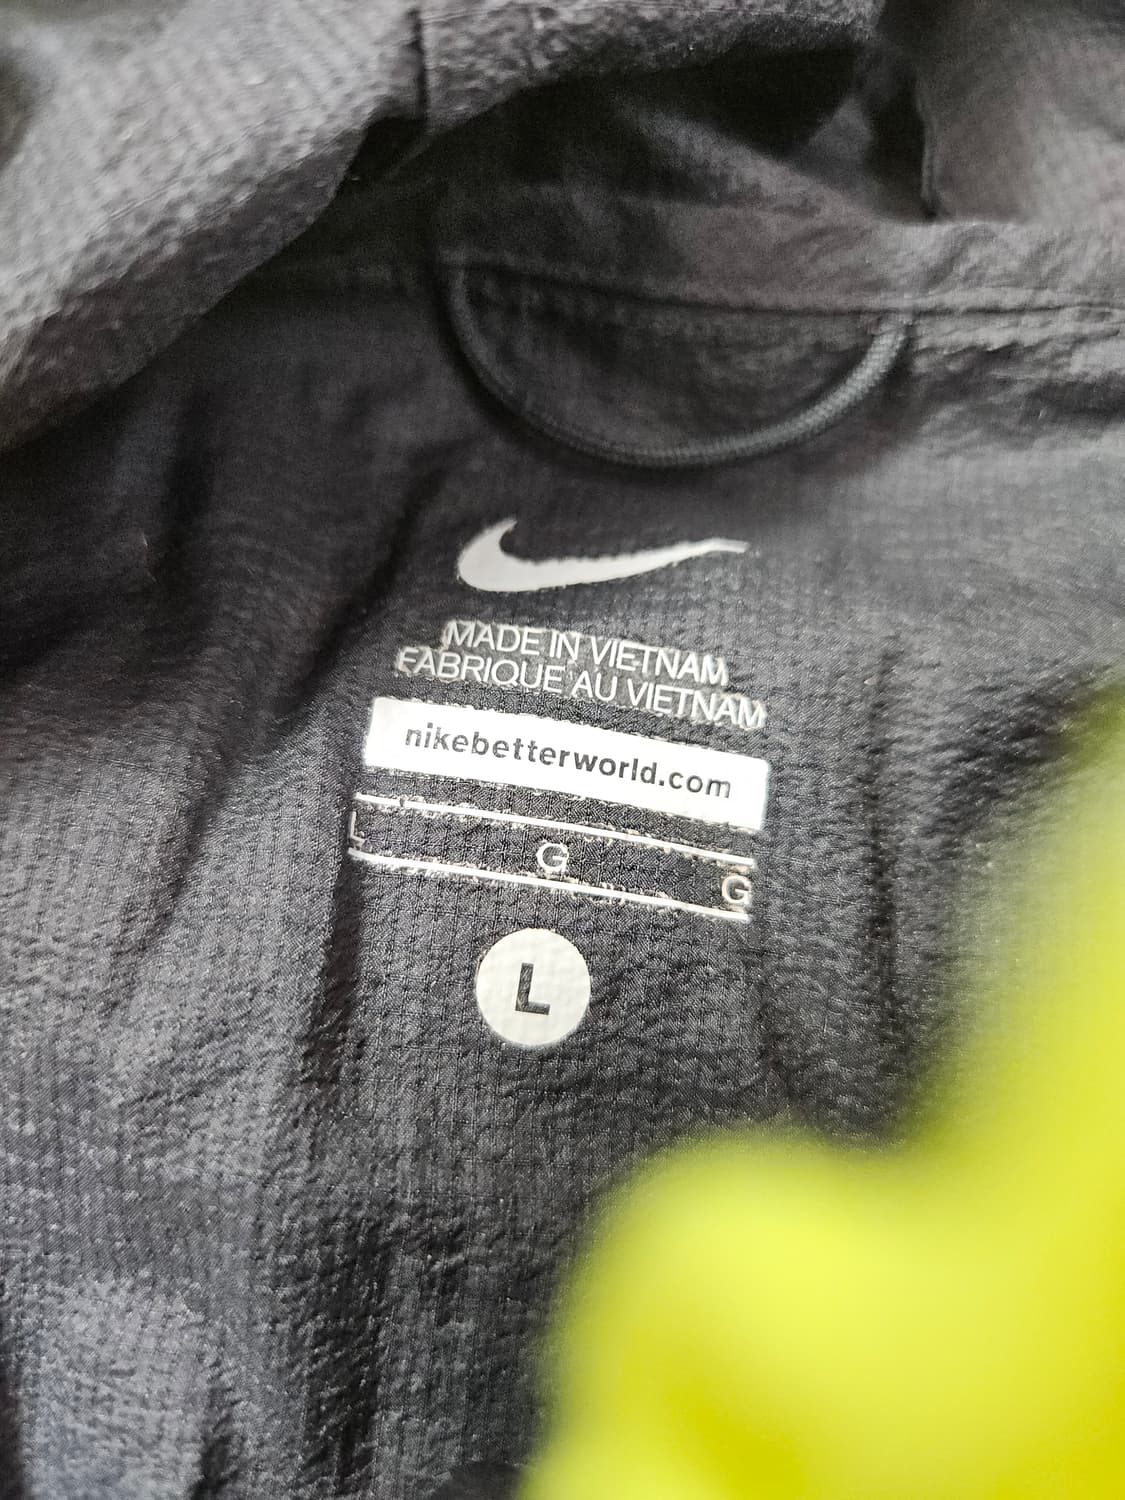 MADE IN VIETNAM
FABRIQUE AU VIETNAM
nikebetterworld.com
L G G
L